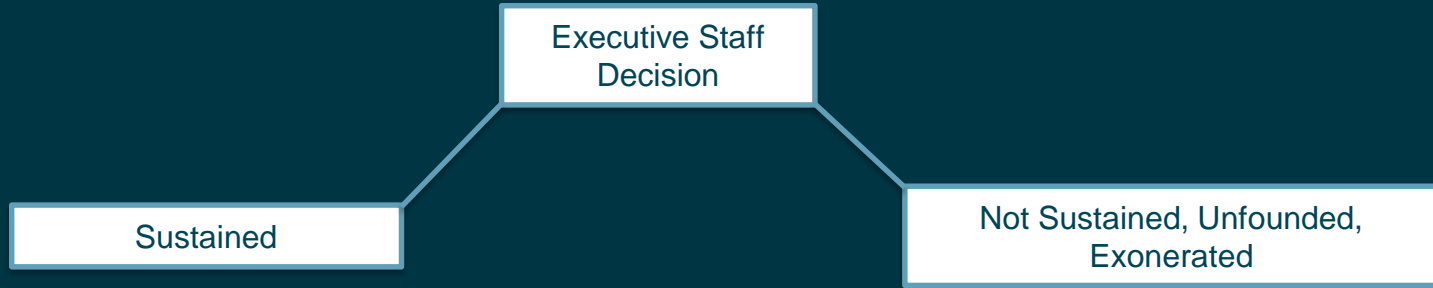 Executive Staff
Decision
Sustained
Not Sustained, Unfounded,
Exonerated